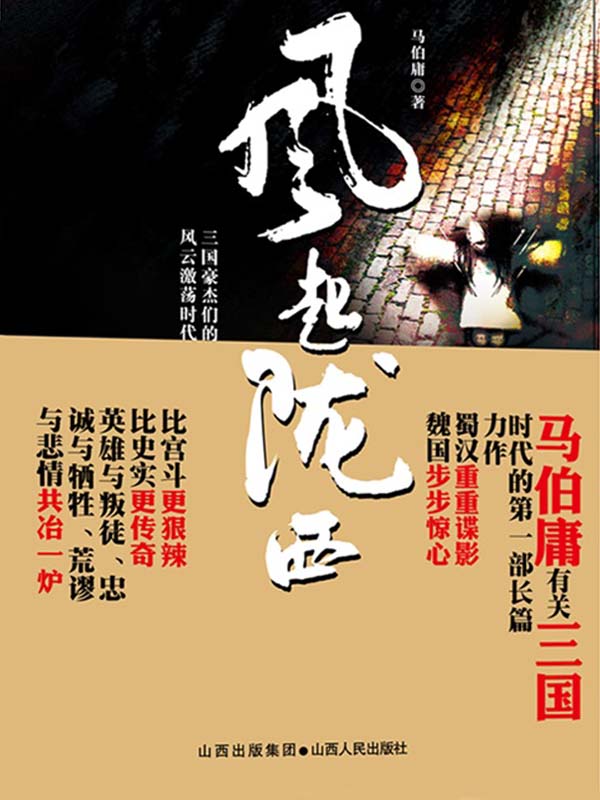 马伯庸◎著
风起陇西
三国豪杰们的
风云激荡时代
马伯庸有关三国
时代的第一部长篇
力作
蜀汉重重谍影
魏国步步惊心
比宫斗更狠辣
比史实更传奇
英雄与叛徒、忠
诚与牺牲、荒谬
与悲情共冶一炉
山西出版集团●山西人民出版社